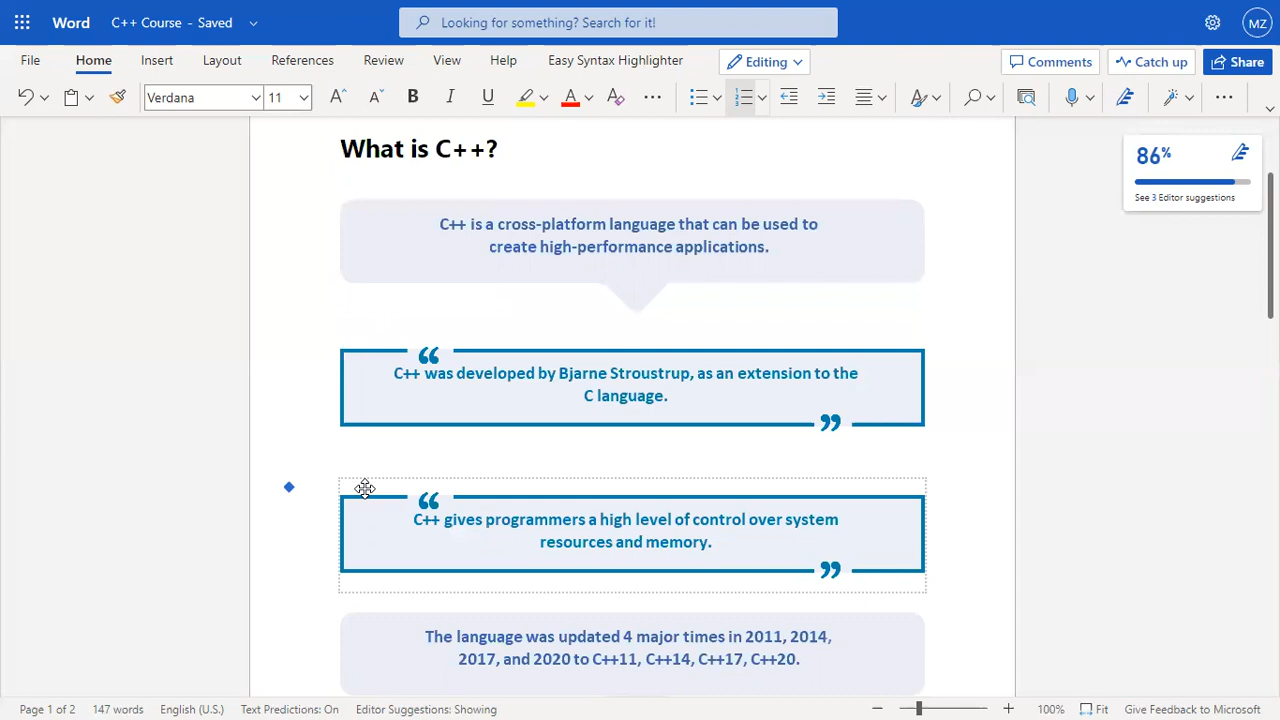 Word C++ Course - Saved Looking for something? Search for it! MZ
File Home Insert Layout References Review View Help Easy Syntax Highlighter Editing Comments Catch up Share
Verdana 11 B I U A
What is C++?
86%
See 3 Editor suggestions
C++ is a cross-platform language that can be used to
create high-performance applications.
“
C++ was developed by Bjarne Stroustrup, as an extension to the
C language.
”
“
C++ gives programmers a high level of control over system
resources and memory.
”
The language was updated 4 major times in 2011, 2014,
2017, and 2020 to C++11, C++14, C++17, C++20.
Page 1 of 2 147 words English (U.S.) Text Predictions: On Editor Suggestions: Showing 100% Fit Give Feedback to Microsoft